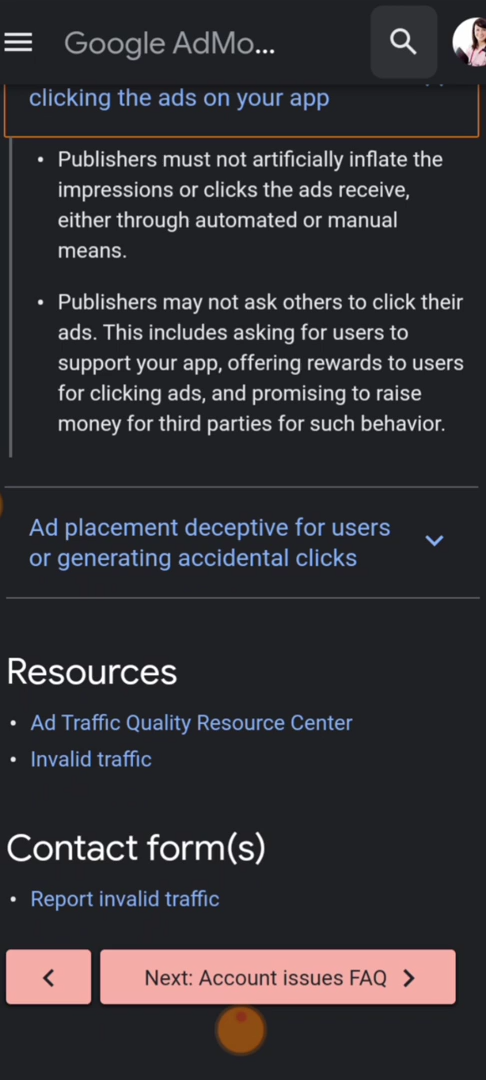 Google AdMo...
clicking the ads on your app
• Publishers must not artificially inflate the
impressions or clicks the ads receive,
either through automated or manual
means.
• Publishers may not ask others to click their
ads. This includes asking for users to
support your app, offering rewards to users
for clicking ads, and promising to raise
money for third parties for such behavior.
Ad placement deceptive for users
or generating accidental clicks
Resources
• Ad Traffic Quality Resource Center
• Invalid traffic
Contact form(s)
• Report invalid traffic
Next: Account issues FAQ